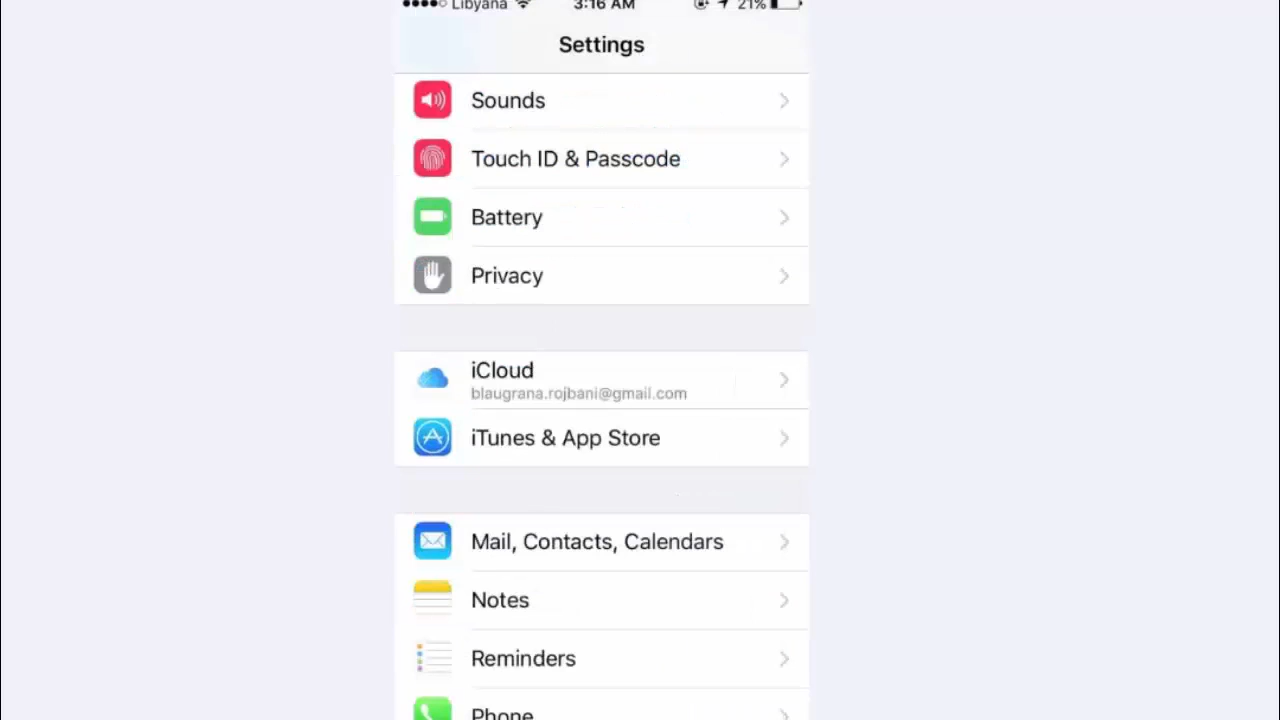 Libyana 3:16 AM 21%
Settings
Sounds
Touch ID & Passcode
Battery
Privacy
iCloud
blaugrana.rojbani@gmail.com
iTunes & App Store
Mail, Contacts, Calendars
Notes
Reminders
Phone